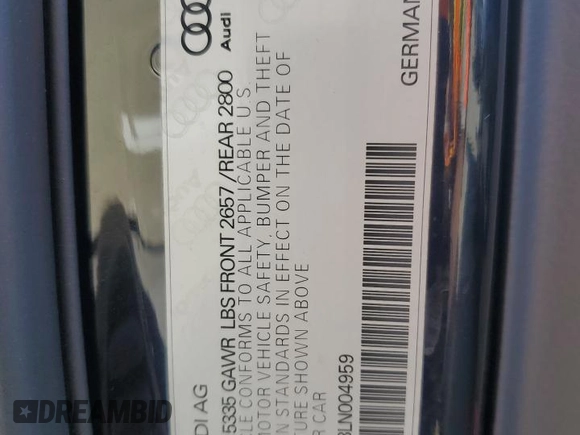 Audi
DI AG
5335 GAWR LBS FRONT 2657 /REAR 2800
LE CONFORMS TO ALL APPLICABLE U S
MOTOR VEHICLE SAFETY, BUMPER AND THEFT
N STANDARDS IN EFFECT ON THE DATE OF
TURE SHOWN ABOVE
R CAR
LN004959
GERMAN
DREAMBID